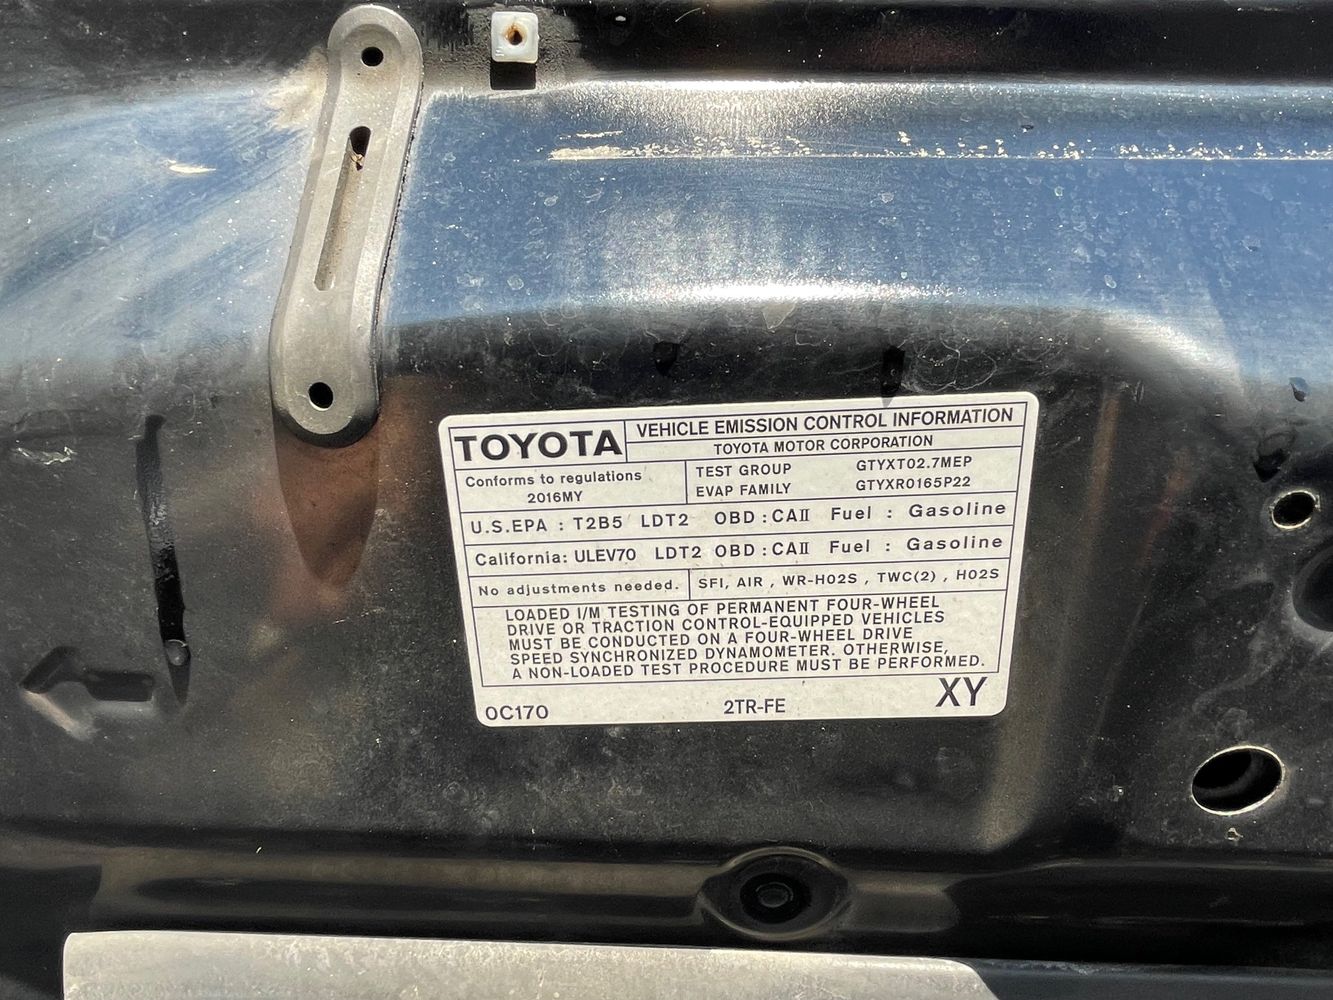 TOYOTA
VEHICLE EMISSION CONTROL INFORMATION
TOYOTA MOTOR CORPORATION
Conforms to regulations
2016MY
TEST GROUP GTYXT02.7MEP
EVAP FAMILY GTYXR0165P22
U.S.EPA : T2B5 LDT2 OBD : CAII Fuel : Gasoline
California: ULEV70 LDT2 OBD : CAII Fuel : Gasoline
No adjustments needed.
SFI, AIR , WR-HO2S , TWC(2) , HO2S
LOADED I/M TESTING OF PERMANENT FOUR-WHEEL
DRIVE OR TRACTION CONTROL-EQUIPPED VEHICLES
MUST BE CONDUCTED ON A FOUR-WHEEL DRIVE
SPEED SYNCHRONIZED DYNAMOMETER. OTHERWISE,
A NON-LOADED TEST PROCEDURE MUST BE PERFORMED.
0C170 2TR-FE XY